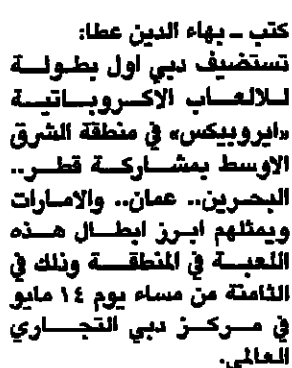 كتب ـ بهاء الدين عطا:
تستضيف دبي اول بطولة
للالعاب الاكروباتية
«ايروبيكس» في منطقة الشرق
الاوسط بمشاركة قطر..
البحرين.. عمان.. والامارات
ويمثلهم ابرز ابطال هذه
اللعبة في المنطقة وذلك في
الثامنة من مساء يوم ١٤ مايو
في مركز دبي التجاري
العالمي.